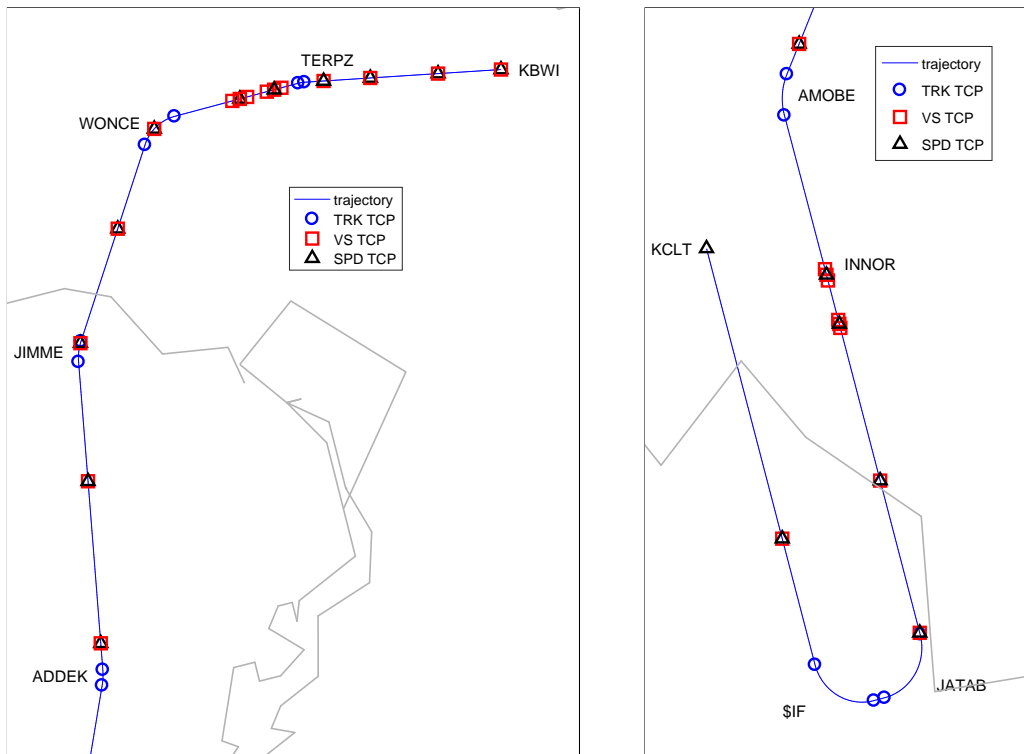 TERPZ
KBWI
WONCE
trajectory
TRK TCP
VS TCP
SPD TCP
JIMME
ADDEK
trajectory
TRK TCP
VS TCP
SPD TCP
AMOBE
KCLT
INNOR
JATAB
$IF